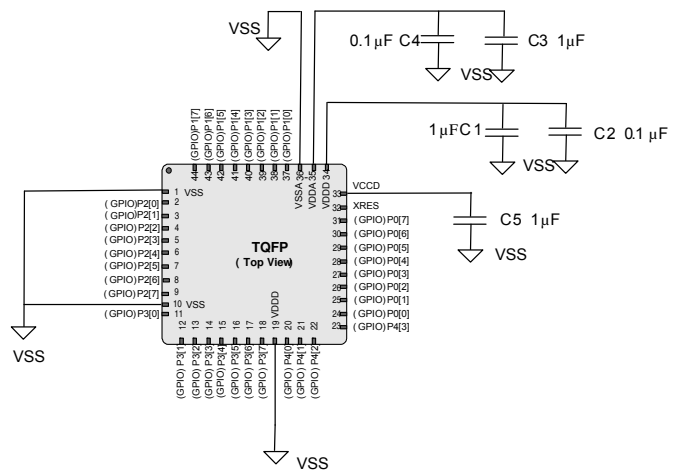 VSS
0.1 µF C4
C3 1µF
VSS
1µFC1
C2 0.1 µF
VSS
(GPIO)P1[7]
(GPIO)P1[6]
(GPIO)P1[5]
(GPIO)P1[4]
(GPIO)P1[3]
(GPIO)P1[2]
(GPIO)P1[1]
(GPIO)P1[0]
44
43
42
41
40
39
38
37
VSSA 36
VDDA 35
VDDD 34
1 VSS
(GPIO)P2[0] 2
(GPIO)P2[1] 3
(GPIO)P2[2] 4
(GPIO)P2[3] 5
(GPIO)P2[4] 6
(GPIO)P2[5] 7
(GPIO)P2[6] 8
(GPIO)P2[7] 9
10 VSS
(GPIO)P3[0] 11
VSS
TQFP
( Top View)
33 VCCD
32 XRES
31 (GPIO)P0[7]
30 (GPIO)P0[6]
29 (GPIO)P0[5]
28 (GPIO)P0[4]
27 (GPIO)P0[3]
26 (GPIO)P0[2]
25 (GPIO)P0[1]
24 (GPIO)P0[0]
23 (GPIO)P4[3]
C5 1µF
VSS
12
13
14
15
16
17
18
19 VDDD
20
21
22
(GPIO) P3[1]
(GPIO) P3[2]
(GPIO) P3[3]
(GPIO) P3[4]
(GPIO) P3[5]
(GPIO) P3[6]
(GPIO) P3[7]
(GPIO) P4[0]
(GPIO) P4[1]
(GPIO) P4[2]
VSS